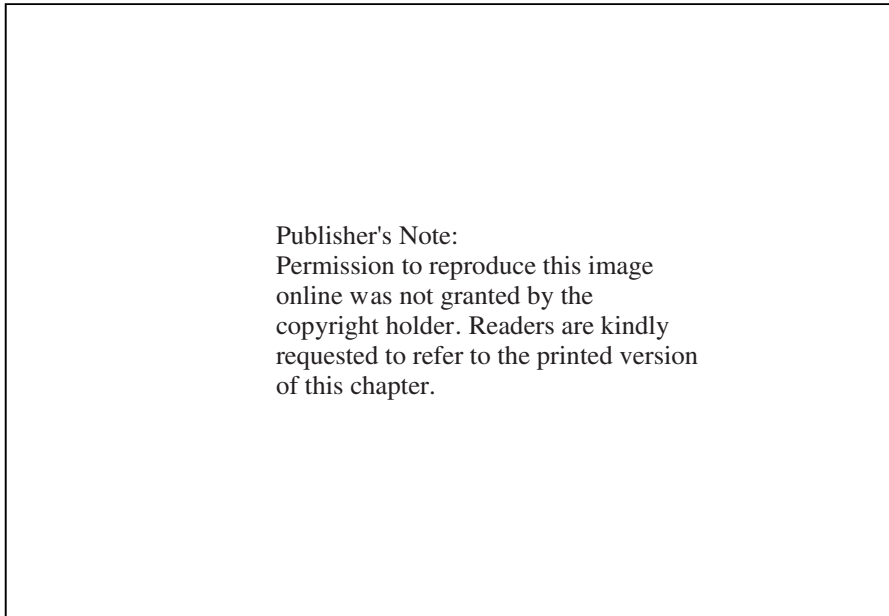 Publisher's Note:
Permission to reproduce this image
online was not granted by the
copyright holder. Readers are kindly
requested to refer to the printed version
of this chapter.